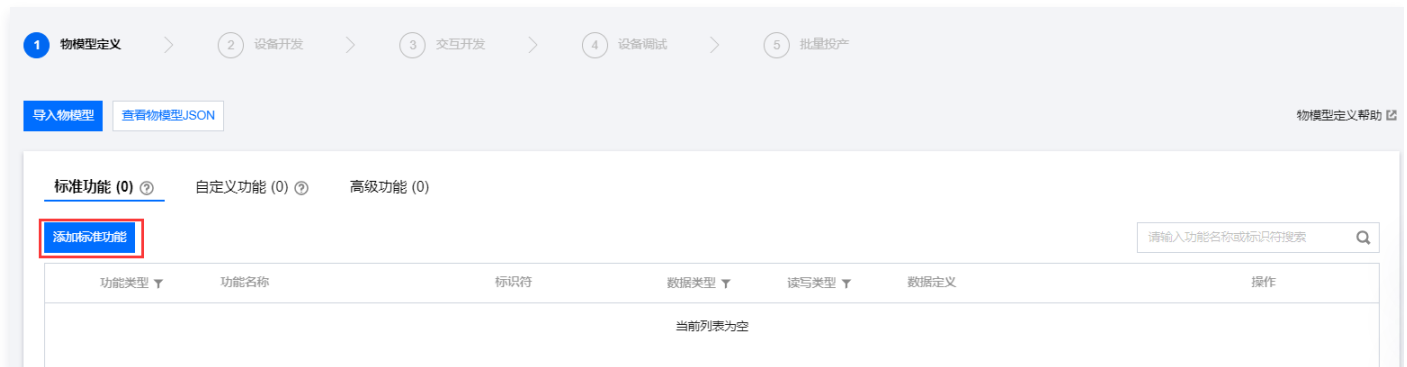 1 物模型定义 2 设备开发 3 交互开发 4 设备调试 5 批量投产
导入物模型 查看物模型JSON 物模型定义帮助
标准功能 (0) 自定义功能 (0) 高级功能 (0)
添加标准功能 请输入功能名称或标识符搜索
功能类型 功能名称 标识符 数据类型 读写类型 数据定义 操作
当前列表为空